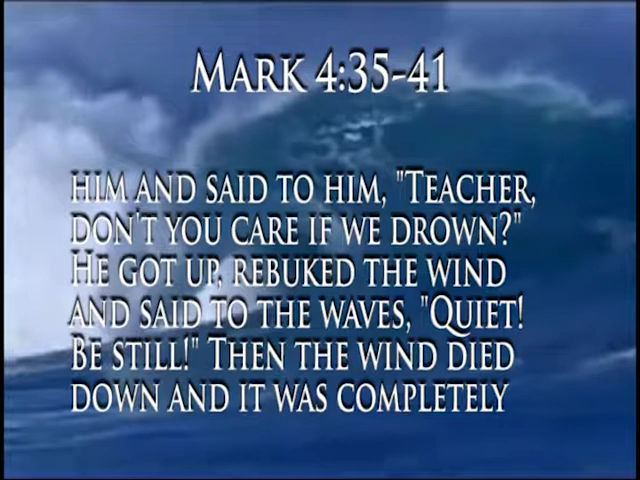 Mark 4:35-41
him and said to him, "Teacher,
don't you care if we drown?"
He got up, rebuked the wind
and said to the waves, "Quiet!
Be still!" Then the wind died
down and it was completely